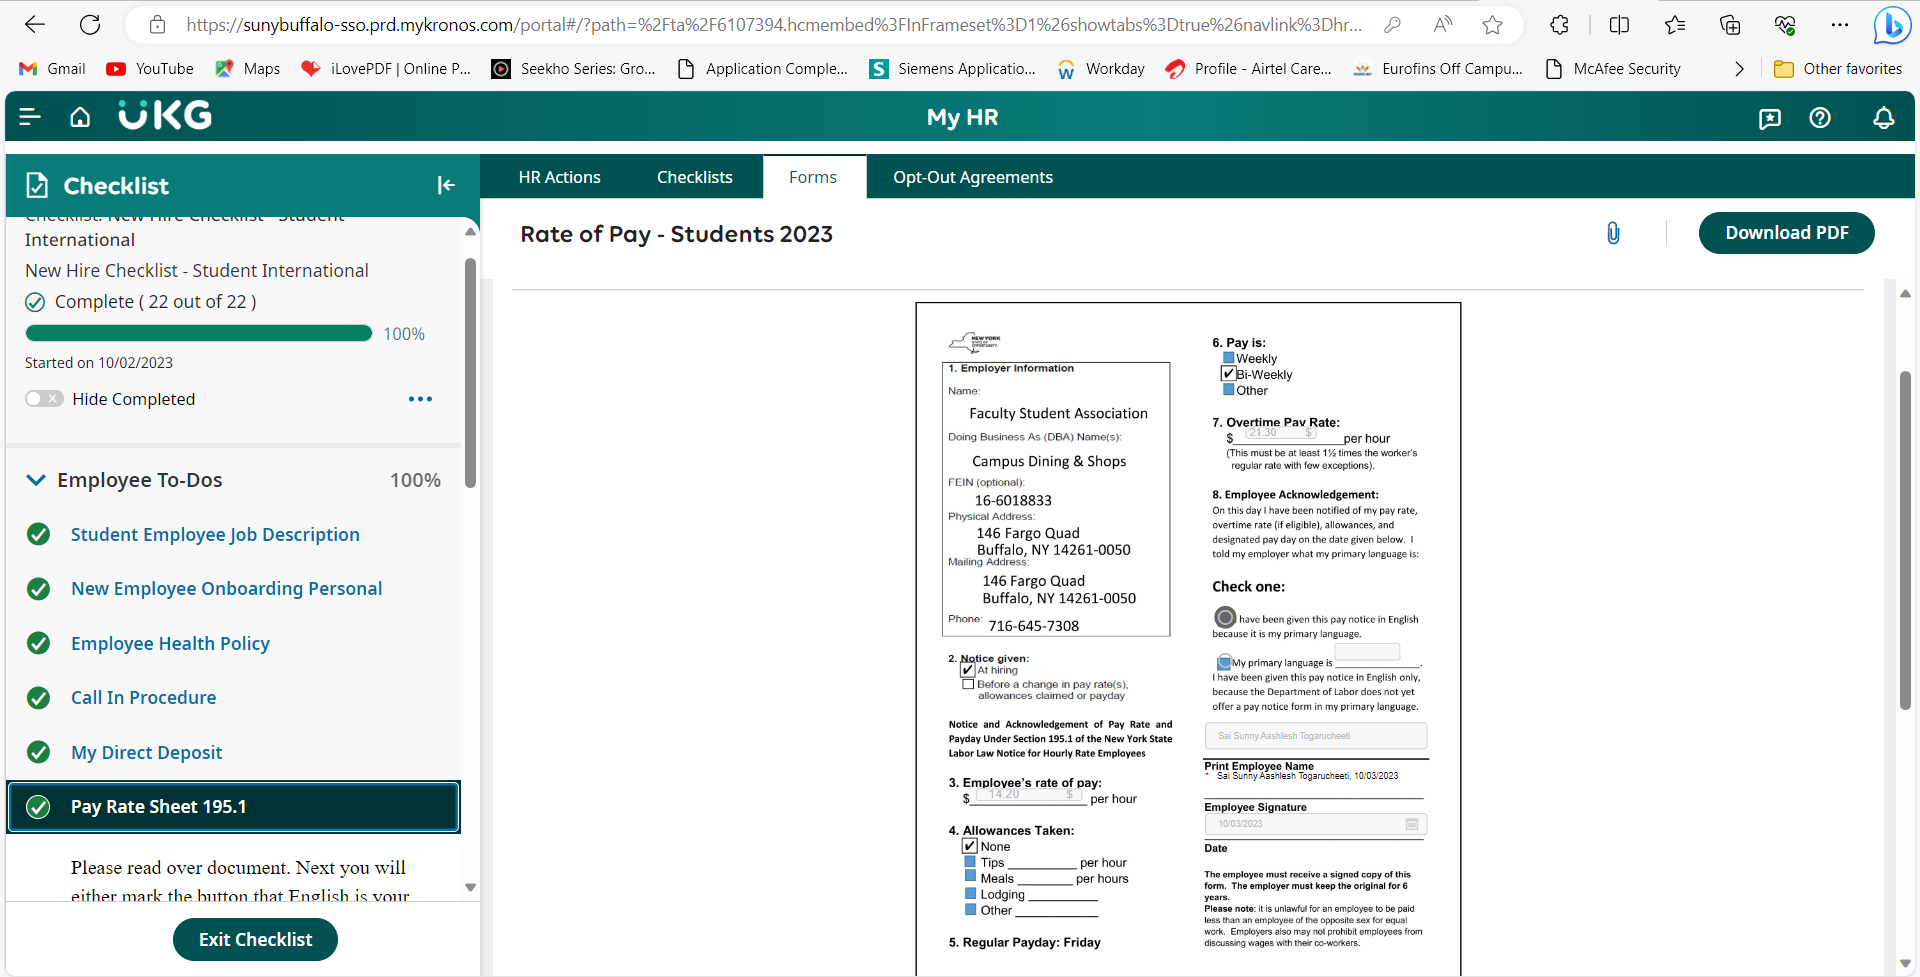 https://sunybuffalo-sso.prd.mykronos.com/portal#/?path=%2Fta%2F6107394.hcmembed%3FInFrameset%3D1%26showtabs%3Dtrue%26navlink%3Dhr...
Gmail YouTube Maps iLovePDF | Online P... Seekho Series: Gro... Application Comple... Siemens Applicatio... Workday Profile - Airtel Care... Eurofins Off Campu... McAfee Security Other favorites
UKG My HR
Checklist
HR Actions Checklists Forms Opt-Out Agreements
Checklist: New Hire Checklist - Student
International
New Hire Checklist - Student International
Complete ( 22 out of 22 )
100%
Started on 10/02/2023
Hide Completed
Employee To-Dos 100%
Student Employee Job Description
New Employee Onboarding Personal
Employee Health Policy
Call In Procedure
My Direct Deposit
Pay Rate Sheet 195.1
Please read over document. Next you will
either mark the button that English is your
Exit Checklist
Rate of Pay - Students 2023
Download PDF
NEW YORK
STATE OF
OPPORTUNITY.
1. Employer Information
Name:
Faculty Student Association
Doing Business As (DBA) Name(s):
Campus Dining & Shops
FEIN (optional):
16-6018833
Physical Address:
146 Fargo Quad
Buffalo, NY 14261-0050
Mailing Address:
146 Fargo Quad
Buffalo, NY 14261-0050
Phone: 716-645-7308
2. Notice given:
At hiring
Before a change in pay rate(s),
allowances claimed or payday
Notice and Acknowledgement of Pay Rate and
Payday Under Section 195.1 of the New York State
Labor Law Notice for Hourly Rate Employees
3. Employee's rate of pay:
$ 14.20 $ per hour
4. Allowances Taken:
None
Tips per hour
Meals per hours
Lodging
Other
5. Regular Payday: Friday
6. Pay is:
Weekly
Bi-Weekly
Other
7. Overtime Pay Rate:
$ 21.30 $ per hour
(This must be at least 1½ times the worker's
regular rate with few exceptions).
8. Employee Acknowledgement:
On this day I have been notified of my pay rate,
overtime rate (if eligible), allowances, and
designated pay day on the date given below. I
told my employer what my primary language is:
Check one:
have been given this pay notice in English
because it is my primary language.
My primary language is .
I have been given this pay notice in English only,
because the Department of Labor does not yet
offer a pay notice form in my primary language.
Sai Sunny Aashlesh Togarucheeti
Print Employee Name
* Sai Sunny Aashlesh Togarucheeti, 10/03/2023
Employee Signature
10/03/2023
Date
The employee must receive a signed copy of this
form. The employer must keep the original for 6
years.
Please note: it is unlawful for an employee to be paid
less than an employee of the opposite sex for equal
work. Employers also may not prohibit employees from
discussing wages with their co-workers.